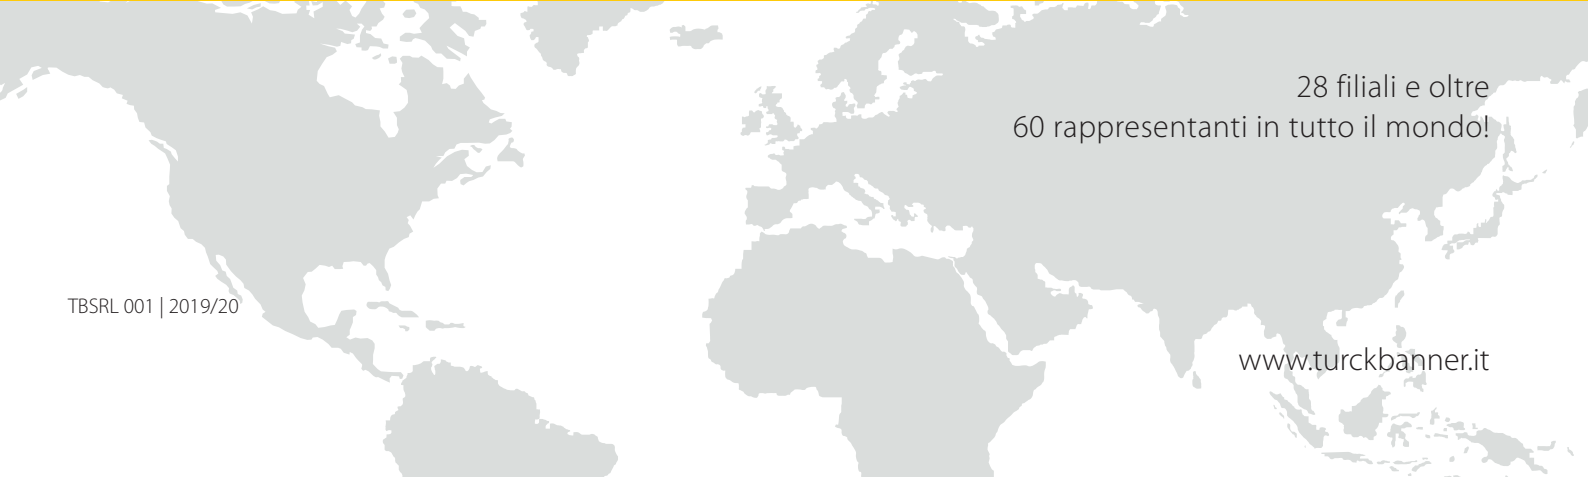 28 filiali e oltre
60 rappresentanti in tutto il mondo!
TBSRL 001 | 2019/20
www.turckbanner.it